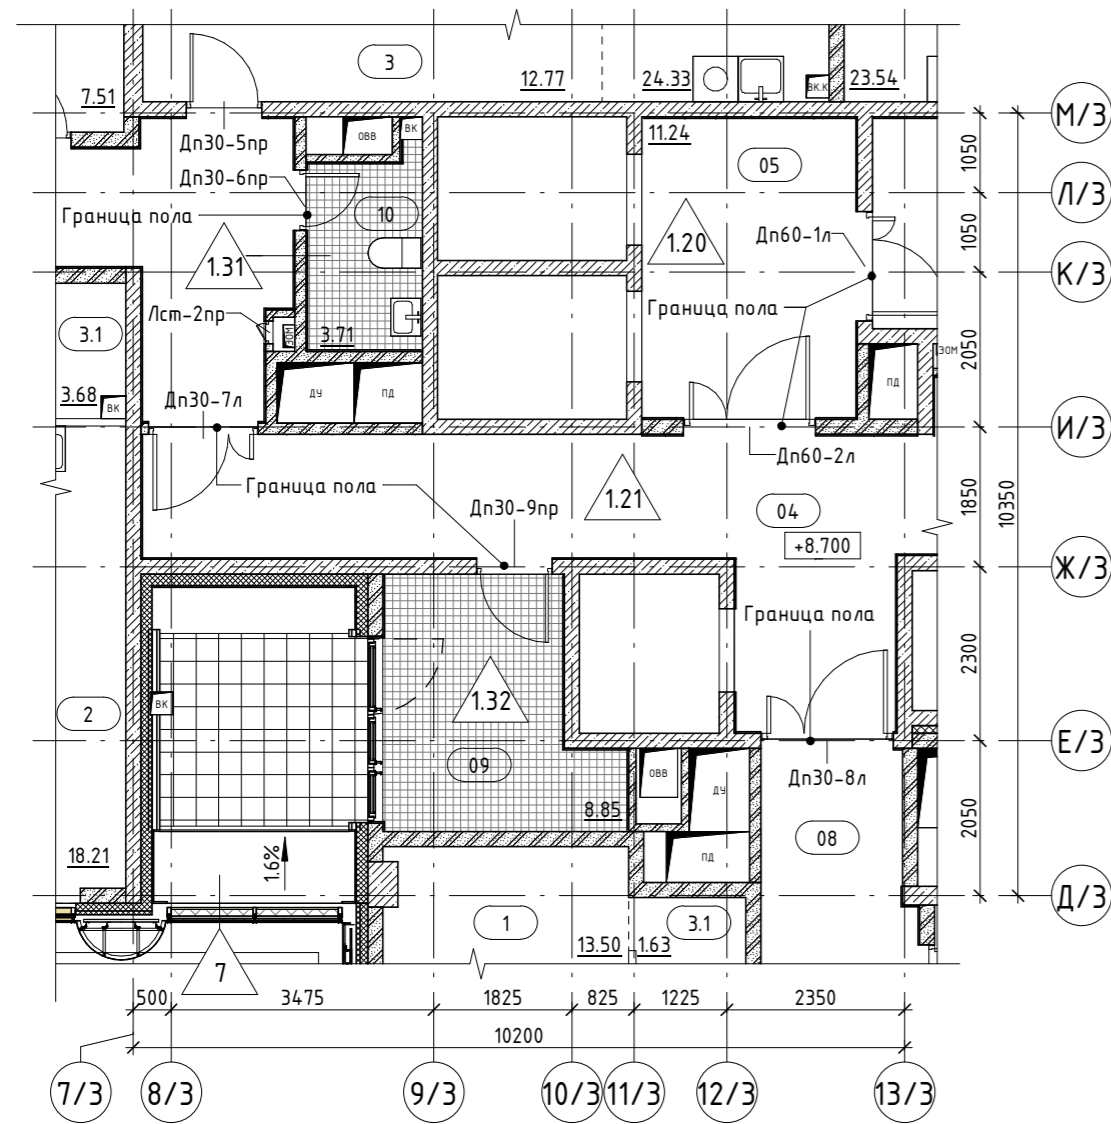 3
7.51
12.77
24.33
ВК.К
23.54
М/3
Дп30-5пр
ОВВ
ВК
11.24
05
1050
Дп30-6пр
Л/3
Граница пола
10
1.31
1.20
Дп60-1л
1050
К/3
Лст-2пр
ЭОМ
3.71
Граница пола
3.1
3.68
ВК
ДУ
ПД
ПД
ЭОМ
2050
Дп30-7л
И/3
Дп60-2л
Граница пола
1.21
Дп30-9пр
04
+8.700
1850
10350
Ж/3
Граница пола
2300
1.32
ВК
2
Е/3
09
ОВВ
ДУ
Дп30-8л
8.85
08
2050
18.21
1.6%
ПД
Д/3
1
3.1
13.50
1.63
7
500
3475
1825
825
1225
2350
10200
7/3
8/3
9/3
10/3
11/3
12/3
13/3